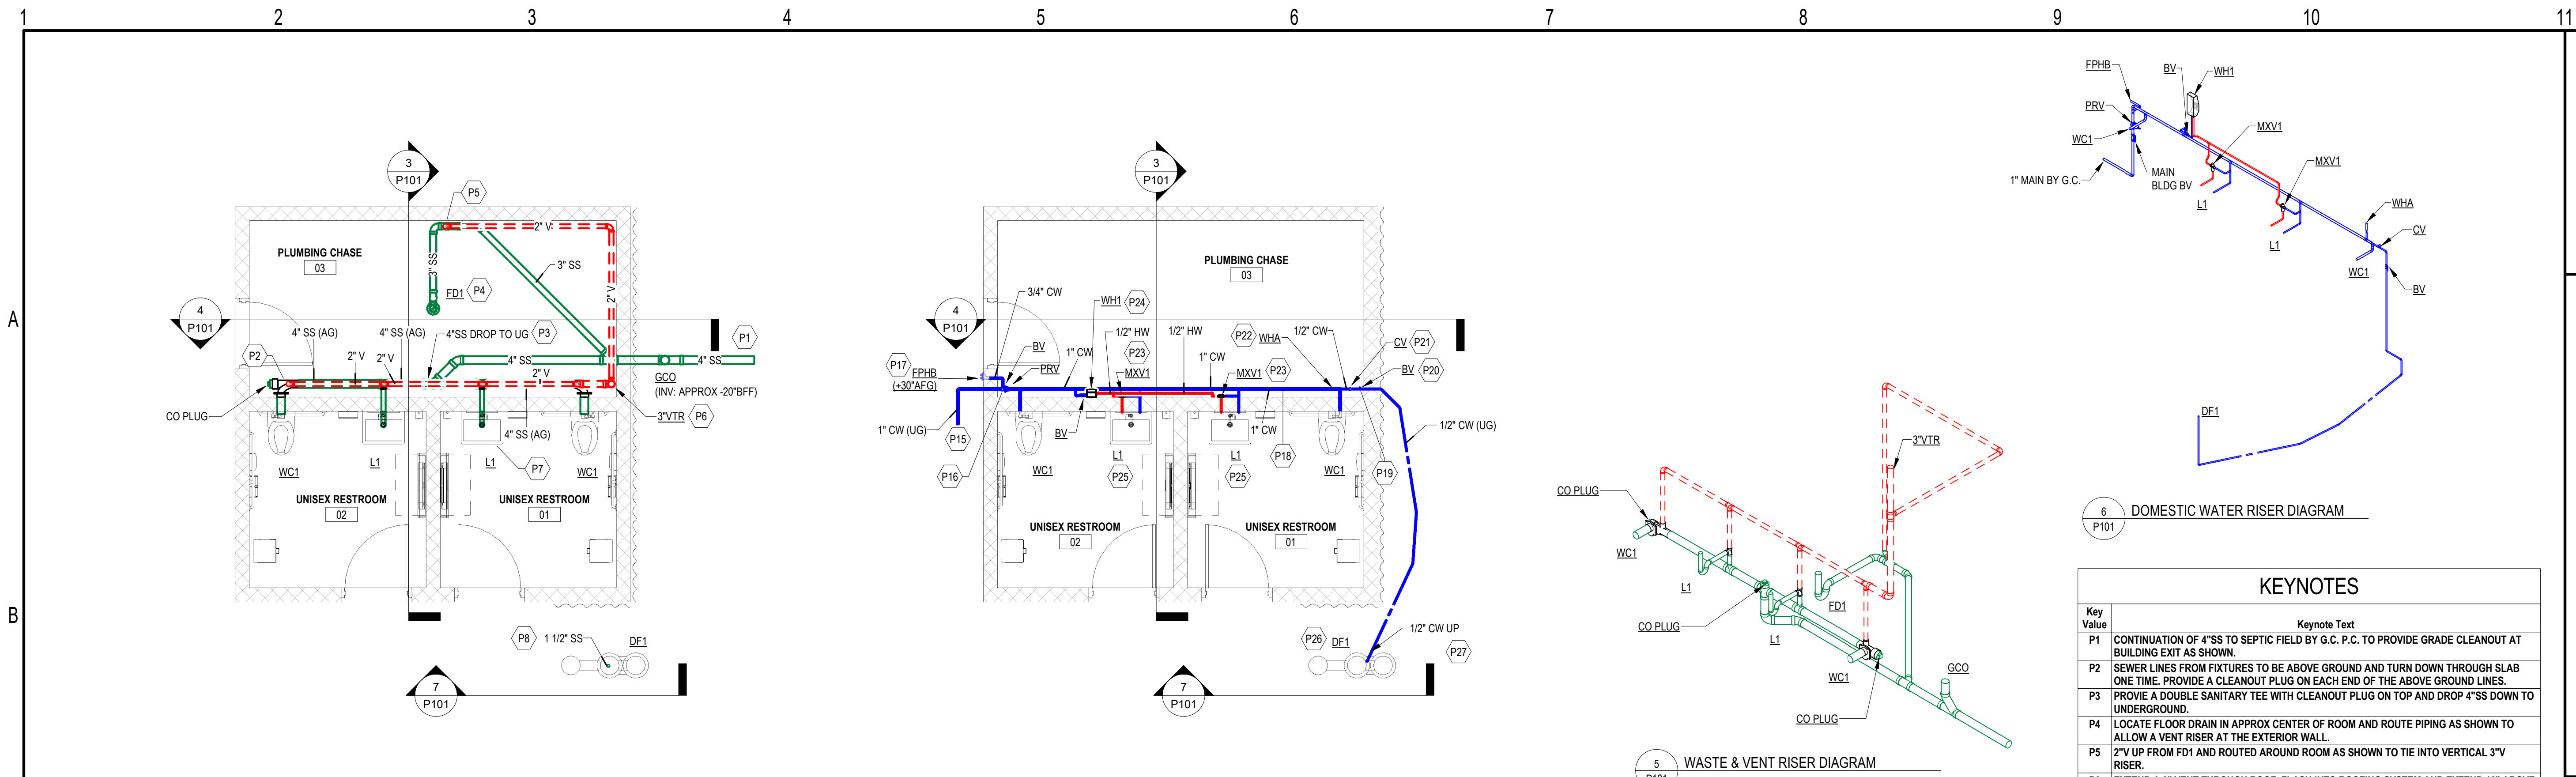 1 2 3 4 5 6 7 8 9 10 11
A
B
3
P101
P5
2" V
PLUMBING CHASE
03
3" SS
3" SS
2" V
FD1
P4
4
P101
4" SS (AG)
4" SS (AG)
4"SS DROP TO UG
P3
P1
P2
2" V
2" V
4" SS
4" SS
2" V
GCO
(INV: APPROX -20"BFF)
CO PLUG
3"VTR
P6
4" SS (AG)
WC1
L1
L1
P7
WC1
UNISEX RESTROOM
02
UNISEX RESTROOM
01
P8
1 1/2" SS
DF1
7
P101
3
P101
PLUMBING CHASE
03
3/4" CW
WH1
P24
4
P101
1/2" HW
1/2" HW
P22
WHA
1/2" CW
BV
P23
CV
P21
P17
FPHB
(+30"AFG)
1" CW
1" CW
PRV
MXV1
MXV1
P23
BV
P20
1" CW (UG)
P15
BV
1" CW
1/2" CW (UG)
L1
L1
P18
P16
WC1
P25
P25
WC1
P19
UNISEX RESTROOM
02
UNISEX RESTROOM
01
P26
DF1
1/2" CW UP
P27
7
P101
3"VTR
CO PLUG
WC1
L1
FD1
CO PLUG
L1
WC1
GCO
CO PLUG
5
WASTE & VENT RISER DIAGRAM
FPHB
BV
WH1
PRV
MXV1
WC1
MXV1
1" MAIN BY G.C.
MAIN
BLDG BV
L1
WHA
CV
L1
WC1
BV
DF1
6
P101
DOMESTIC WATER RISER DIAGRAM
KEYNOTES
Key
Value
Keynote Text
P1 CONTINUATION OF 4"SS TO SEPTIC FIELD BY G.C. P.C. TO PROVIDE GRADE CLEANOUT AT
BUILDING EXIT AS SHOWN.
P2 SEWER LINES FROM FIXTURES TO BE ABOVE GROUND AND TURN DOWN THROUGH SLAB
ONE TIME. PROVIDE A CLEANOUT PLUG ON EACH END OF THE ABOVE GROUND LINES.
P3 PROVIE A DOUBLE SANITARY TEE WITH CLEANOUT PLUG ON TOP AND DROP 4"SS DOWN TO
UNDERGROUND.
P4 LOCATE FLOOR DRAIN IN APPROX CENTER OF ROOM AND ROUTE PIPING AS SHOWN TO
ALLOW A VENT RISER AT THE EXTERIOR WALL.
P5 2"V UP FROM FD1 AND ROUTED AROUND ROOM AS SHOWN TO TIE INTO VERTICAL 3"V
RISER.